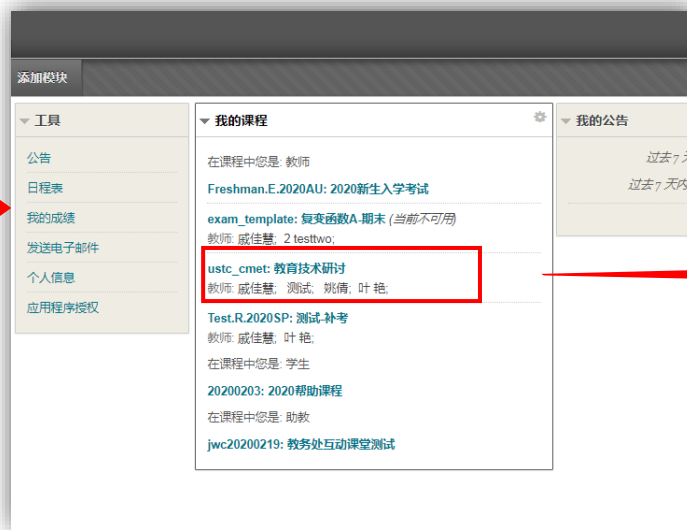 添加模块
工具
公告
日程表
我的成绩
发送电子邮件
个人信息
应用程序授权
我的课程
在课程中您是: 教师
Freshman.E.2020AU: 2020新生入学考试
exam_template: 复变函数A-期末 (当前不可用)
教师: 戚佳慧; 2 testtwo;
ustc_cmet: 教育技术研讨
教师: 戚佳慧; 测试; 姚倩; 叶 艳;
Test.R.2020SP: 测试-补考
教师: 戚佳慧; 叶 艳;
在课程中您是: 学生
20200203: 2020帮助课程
在课程中您是: 助教
jwc20200219: 教务处互动课堂测试
我的公告
过去 7
过去 7 天内